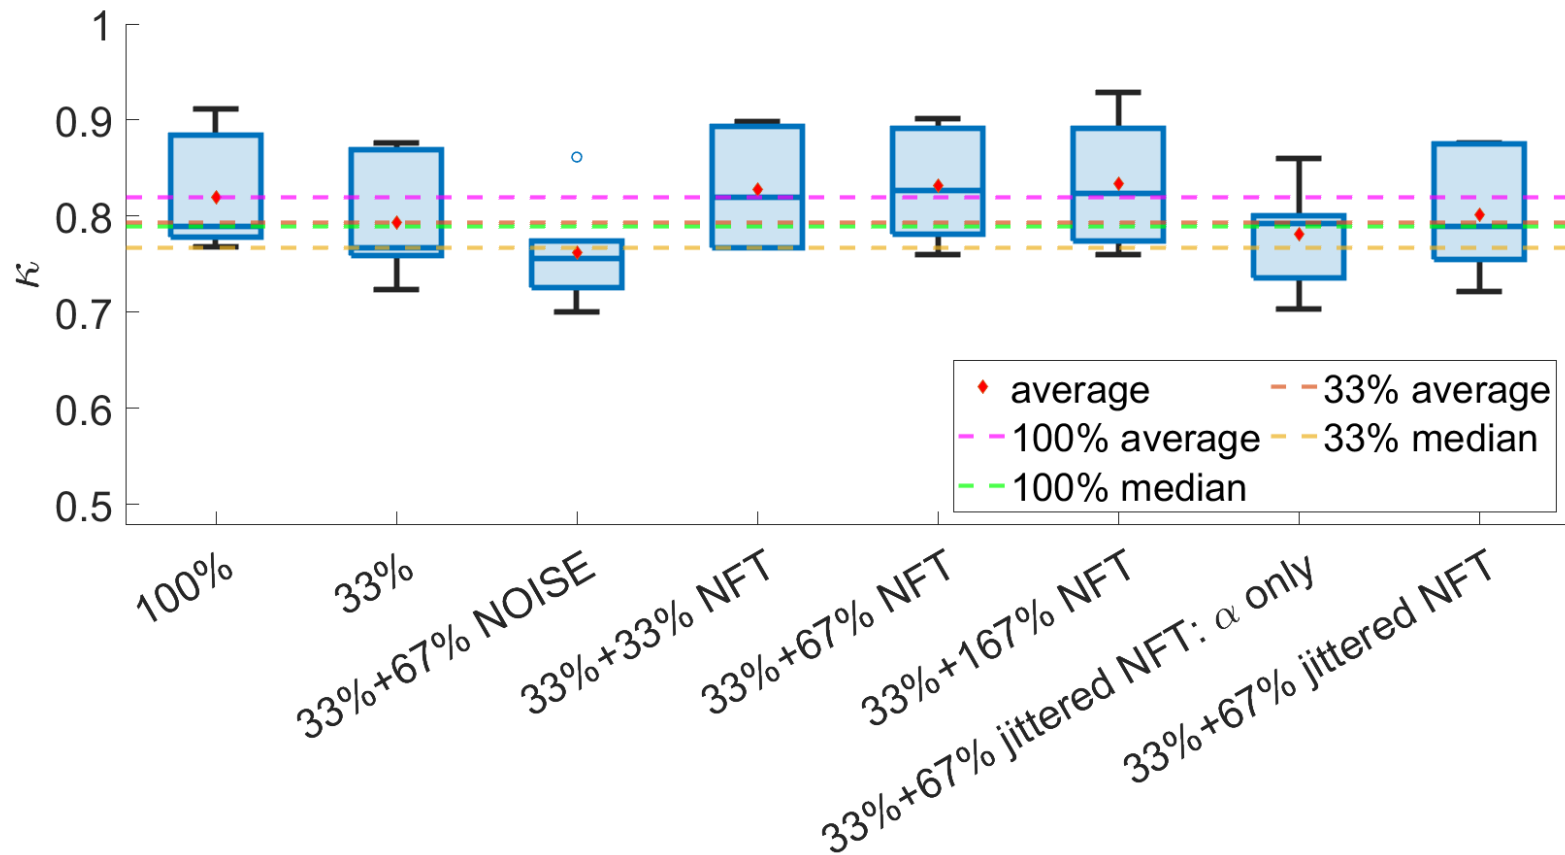 1
0.9
0.8
0.7
0.6
0.5
κ
average
100% average
100% median
33% average
33% median
100%
33%
33%+67% NOISE
33%+33% NFT
33%+67% NFT
33%+167% NFT
33%+67% jittered NFT: α only
33%+67% jittered NFT